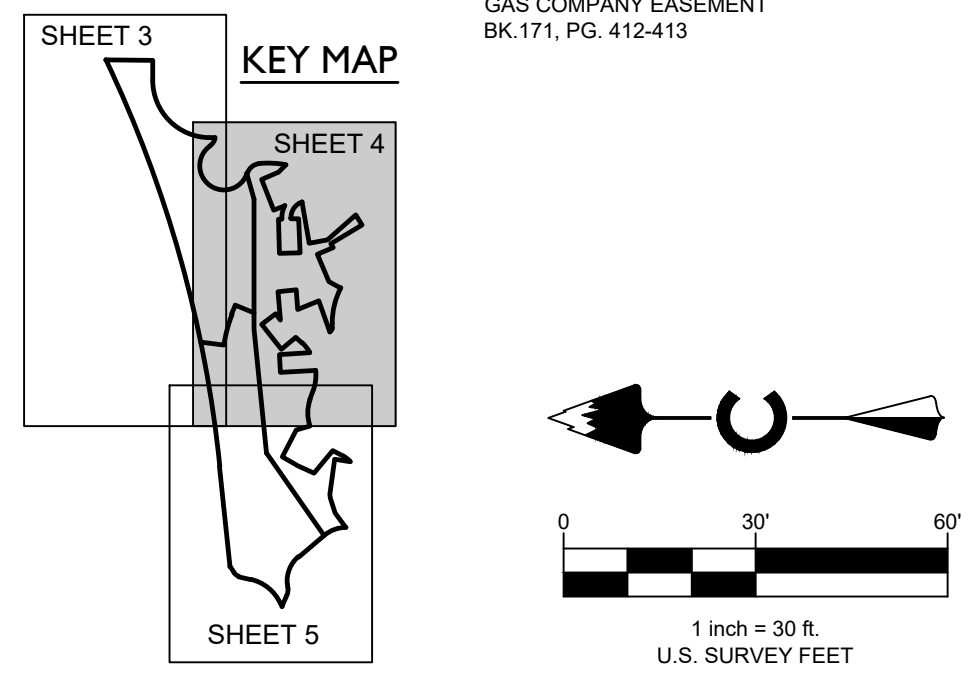 GAS COMPANY EASEMENT
BK.171, PG. 412-413
SHEET 3
KEY MAP
SHEET 4
SHEET 5
0 30' 60'
1 inch = 30 ft.
U.S. SURVEY FEET